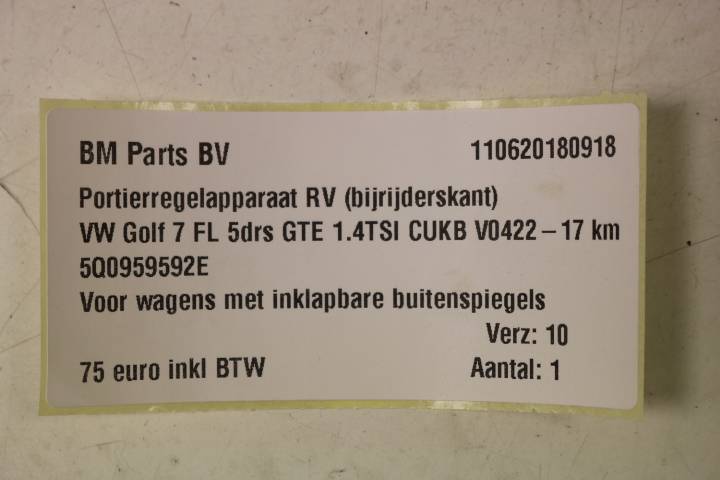 BM Parts BV 110620180918
Portierregelapparaat RV (bijrijderskant)
VW Golf 7 FL 5drs GTE 1.4TSI CUKB V0422 – 17 km
5Q0959592E
Voor wagens met inklapbare buitenspiegels
Verz: 10
75 euro inkl BTW Aantal: 1